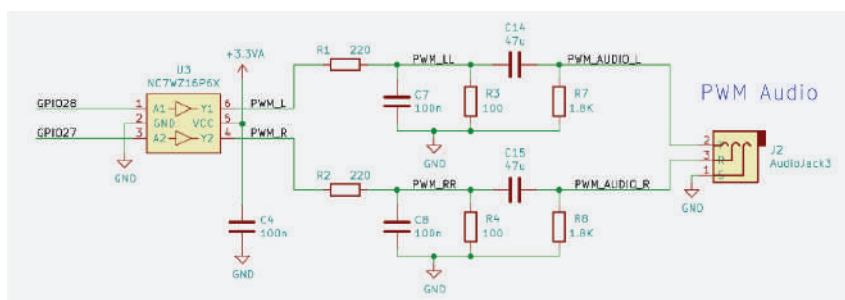 C14
47u
R1 220
PWM_LL
PWM_AUDIO_L
+3.3VA
U3
NC7WZ16P6X
C7
100n
R3
100
R7
1.8K
PWM Audio
GPIO28
1
A1
Y1
6
PWM_L
2
GND
VCC
5
GPIO27
3
A2
Y2
4
PWM_R
GND
GND
C15
47u
2
T
3
R
1
S
J2
AudioJack3
R2 220
PWM_RR
PWM_AUDIO_R
GND
C4
100n
C8
100n
R4
100
R8
1.8K
GND
GND